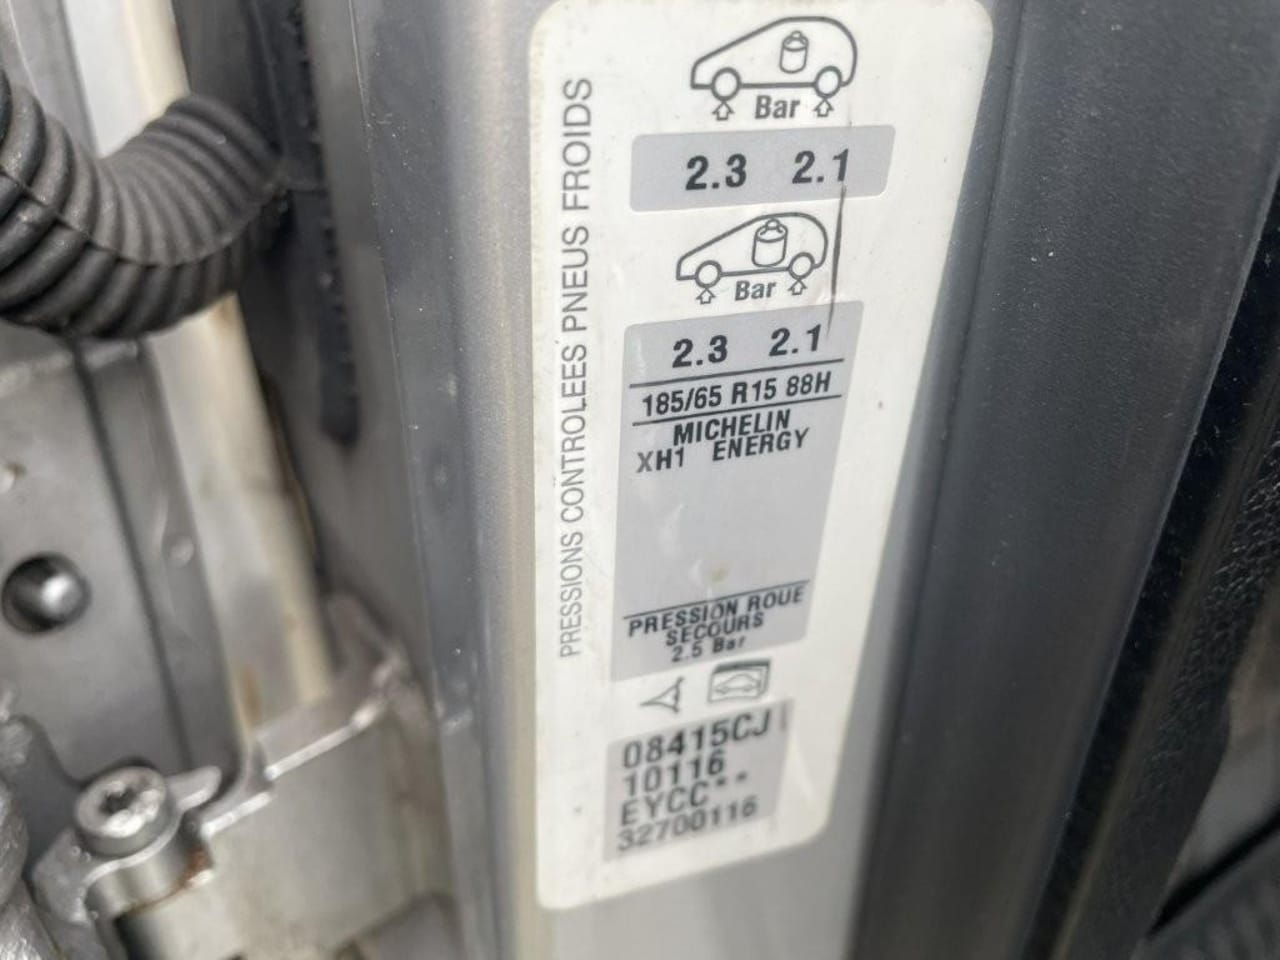 PRESSIONS CONTROLEES PNEUS FROIDS
Bar
2.3 2.1
Bar
2.3 2.1
185/65 R15 88H
MICHELIN
XH1 ENERGY
PRESSION ROUE
SECOURS
2.5 Bar
08415CJ
10116
EYCC**
32700116